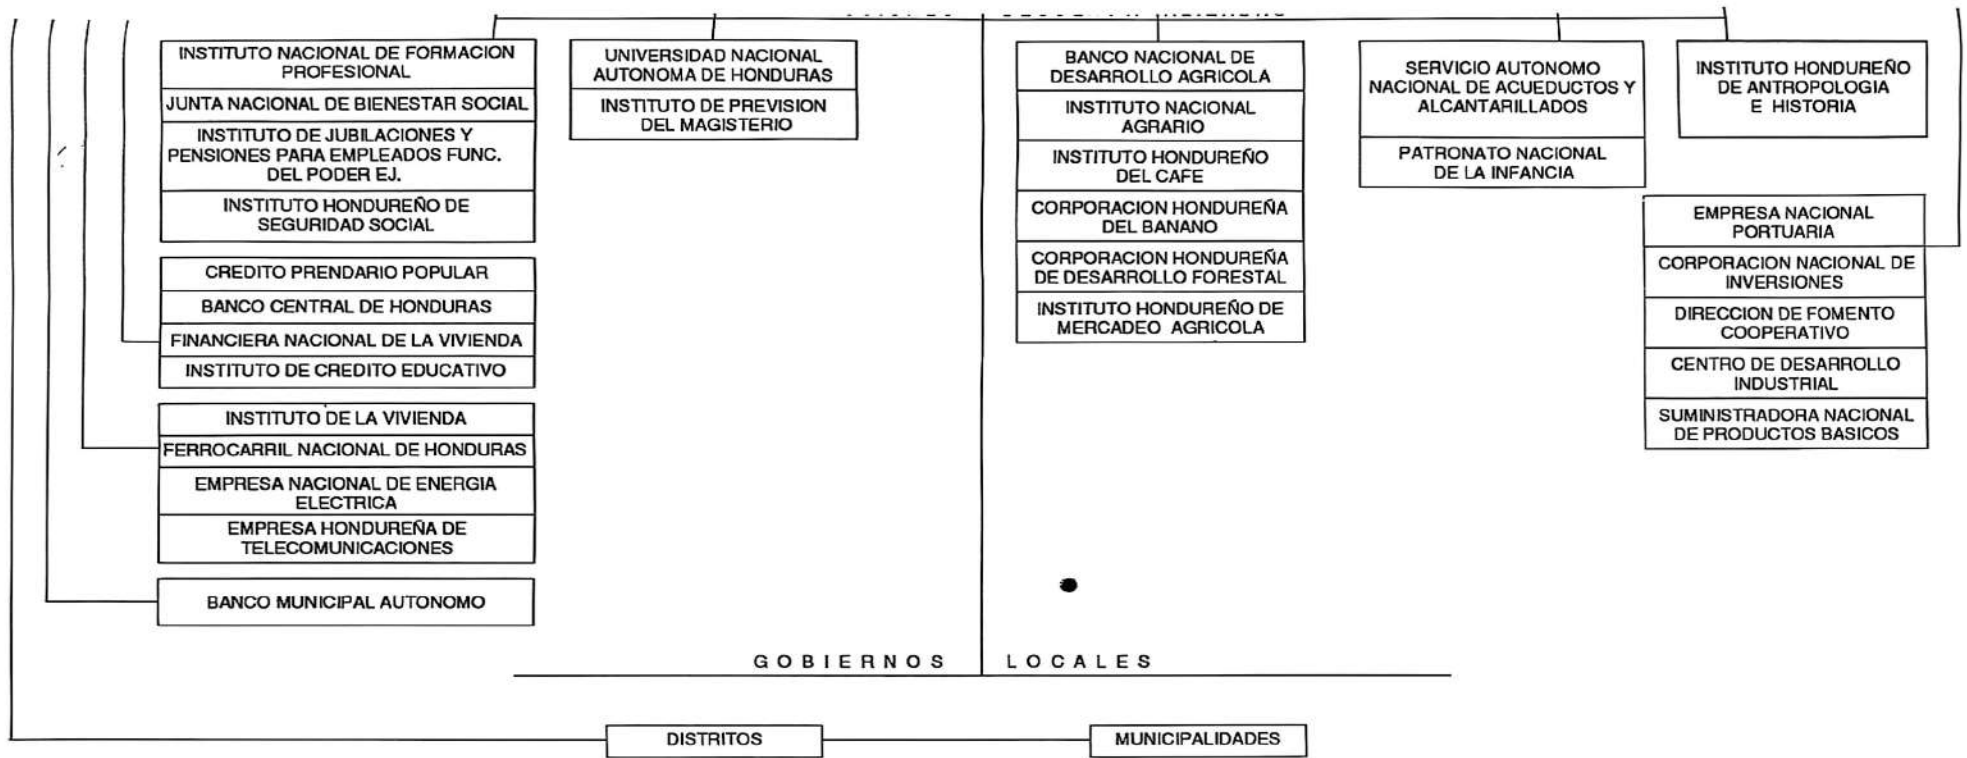 INSTITUTO NACIONAL DE FORMACION
PROFESIONAL
JUNTA NACIONAL DE BIENESTAR SOCIAL
INSTITUTO DE JUBILACIONES Y
PENSIONES PARA EMPLEADOS FUNC.
DEL PODER EJ.
INSTITUTO HONDUREÑO DE
SEGURIDAD SOCIAL
CREDITO PRENDARIO POPULAR
BANCO CENTRAL DE HONDURAS
FINANCIERA NACIONAL DE LA VIVIENDA
INSTITUTO DE CREDITO EDUCATIVO
INSTITUTO DE LA VIVIENDA
FERROCARRIL NACIONAL DE HONDURAS
EMPRESA NACIONAL DE ENERGIA
ELECTRICA
EMPRESA HONDUREÑA DE
TELECOMUNICACIONES
BANCO MUNICIPAL AUTONOMO
UNIVERSIDAD NACIONAL
AUTONOMA DE HONDURAS
INSTITUTO DE PREVISION
DEL MAGISTERIO
BANCO NACIONAL DE
DESARROLLO AGRICOLA
INSTITUTO NACIONAL
AGRARIO
INSTITUTO HONDUREÑO
DEL CAFE
CORPORACION HONDUREÑA
DEL BANANO
CORPORACION HONDUREÑA
DE DESARROLLO FORESTAL
INSTITUTO HONDUREÑO DE
MERCADEO AGRICOLA
SERVICIO AUTONOMO
NACIONAL DE ACUEDUCTOS Y
ALCANTARILLADOS
PATRONATO NACIONAL
DE LA INFANCIA
INSTITUTO HONDUREÑO
DE ANTROPOLOGIA
E HISTORIA
EMPRESA NACIONAL
PORTUARIA
CORPORACION NACIONAL DE
INVERSIONES
DIRECCION DE FOMENTO
COOPERATIVO
CENTRO DE DESARROLLO
INDUSTRIAL
SUMINISTRADORA NACIONAL
DE PRODUCTOS BASICOS
GOBIERNOS LOCALES
DISTRITOS
MUNICIPALIDADES